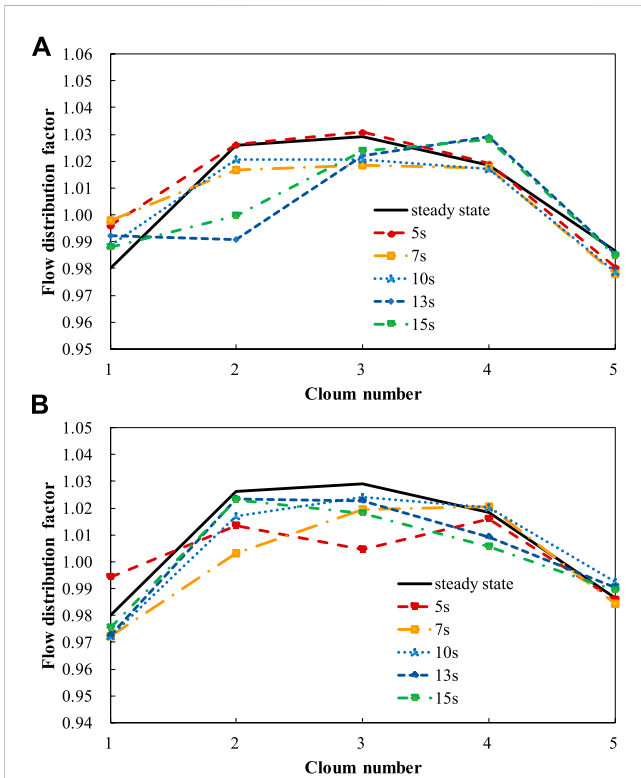 A
Flow distribution factor
1.06
1.05
1.04
1.03
1.02
1.01
1.00
0.99
0.98
0.97
0.96
0.95
steady state
5s
7s
10s
13s
15s
1 2 3 4 5
Cloum number
B
Flow distribution factor
1.05
1.04
1.03
1.02
1.01
1.00
0.99
0.98
0.97
0.96
0.95
0.94
steady state
5s
7s
10s
13s
15s
1 2 3 4 5
Cloum number